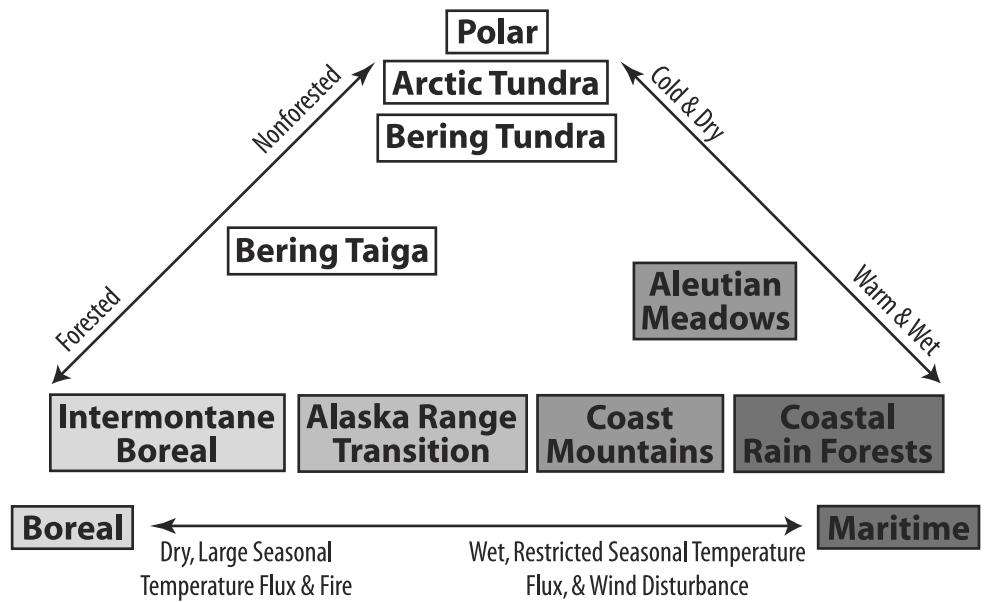 Polar
Arctic Tundra
Bering Tundra
Nonforested
Cold & Dry
Bering Taiga
Aleutian
Meadows
Forested
Warm & Wet
Intermontane
Boreal
Alaska Range
Transition
Coast
Mountains
Coastal
Rain Forests
Boreal
Maritime
Dry, Large Seasonal
Temperature Flux & Fire
Wet, Restricted Seasonal Temperature
Flux, & Wind Disturbance